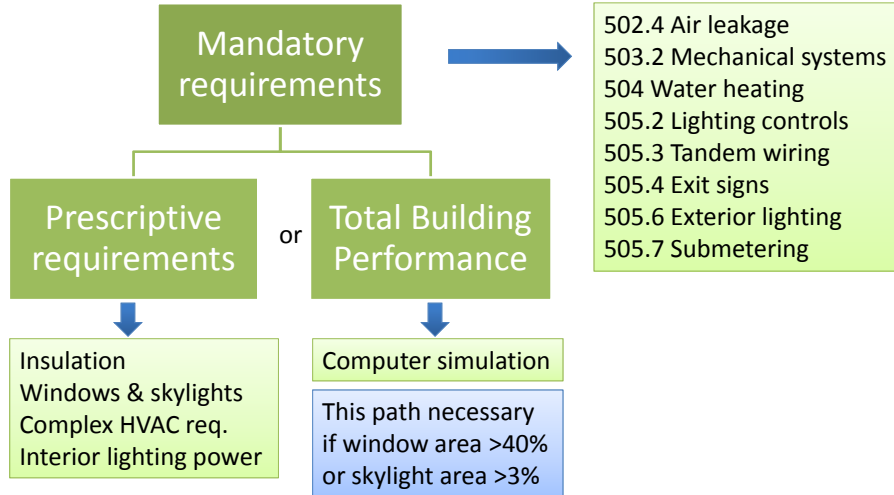 Mandatory
requirements
502.4 Air leakage
503.2 Mechanical systems
504 Water heating
505.2 Lighting controls
505.3 Tandem wiring
505.4 Exit signs
505.6 Exterior lighting
505.7 Submetering
Prescriptive
requirements
or
Total Building
Performance
Insulation
Windows & skylights
Complex HVAC req.
Interior lighting power
Computer simulation
This path necessary
if window area >40%
or skylight area >3%